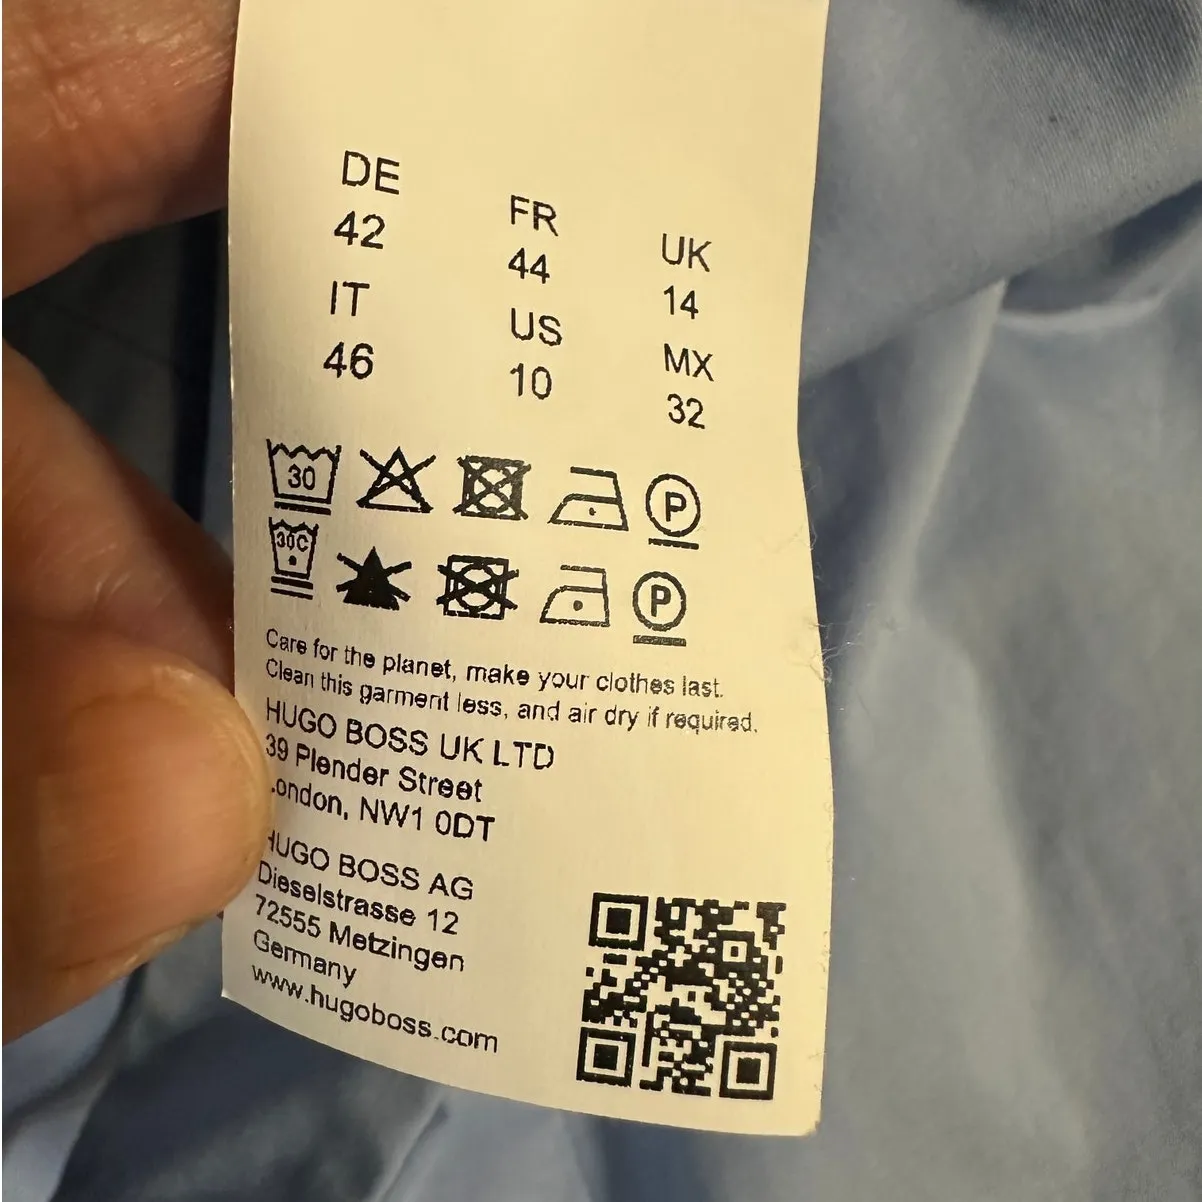 DE FR UK
42 44 14
IT US MX
46 10 32
30 P
30C P
Care for the planet, make your clothes last.
Clean this garment less, and air dry if required.
HUGO BOSS UK LTD
39 Plender Street
London, NW1 0DT
HUGO BOSS AG
Dieselstrasse 12
72555 Metzingen
Germany
www.hugoboss.com